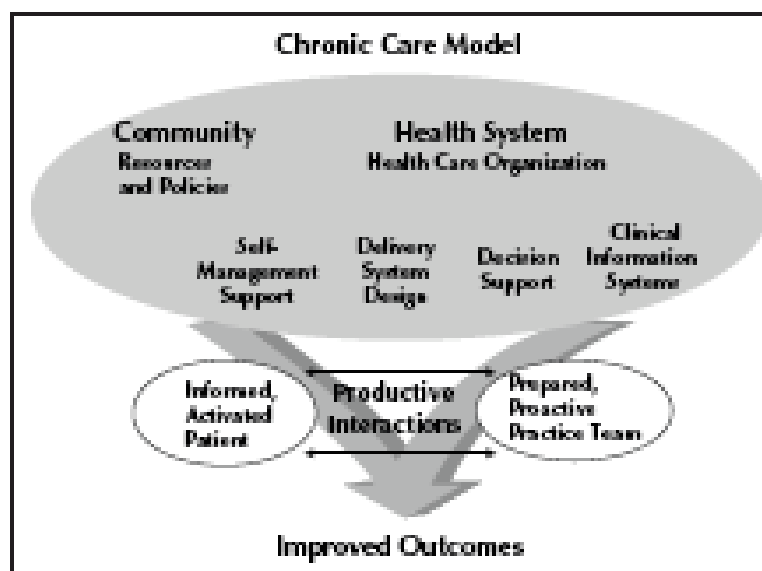 Chronic Care Model
Community
Resources
and Policies
Health System
Health Care Organization
Self-
Management
Support
Delivery
System
Design
Decision
Support
Clinical
Information
Systems
Informed,
Activated
Patient
Productive
Interactions
Prepared,
Proactive
Practice Team
Improved Outcomes